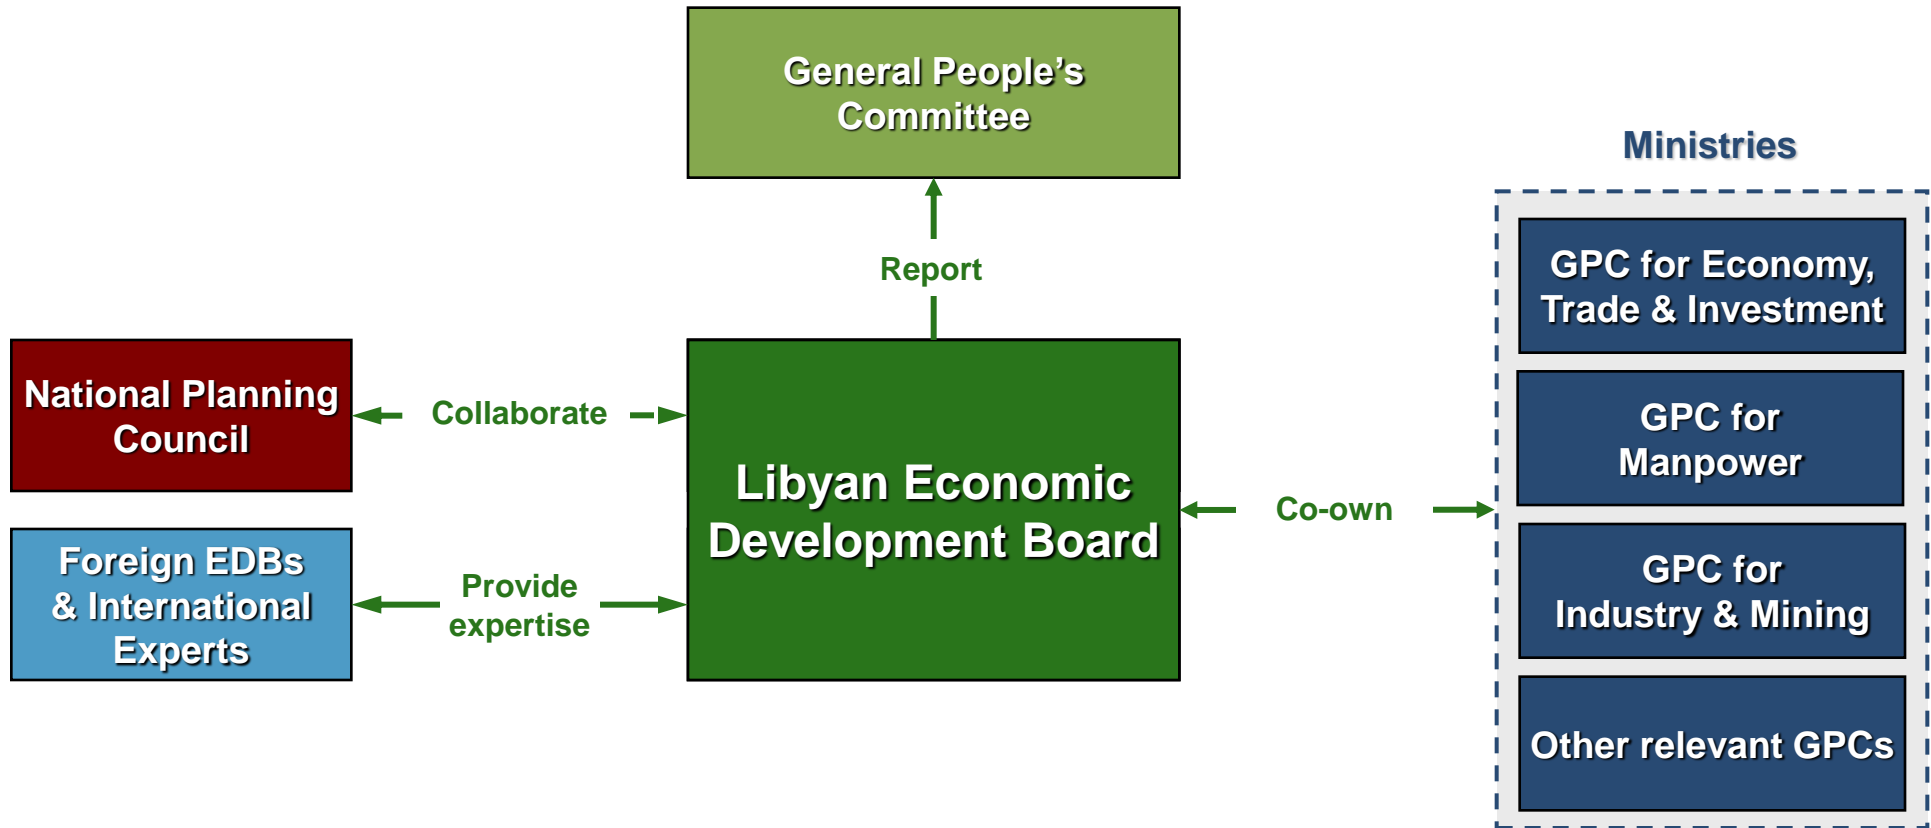 General People’s
Committee
Ministries
Report
GPC for Economy,
Trade & Investment
National Planning
Council
Collaborate
Libyan Economic
Development Board
GPC for
Manpower
Co-own
Foreign EDBs
& International
Experts
Provide
expertise
GPC for
Industry & Mining
Other relevant GPCs